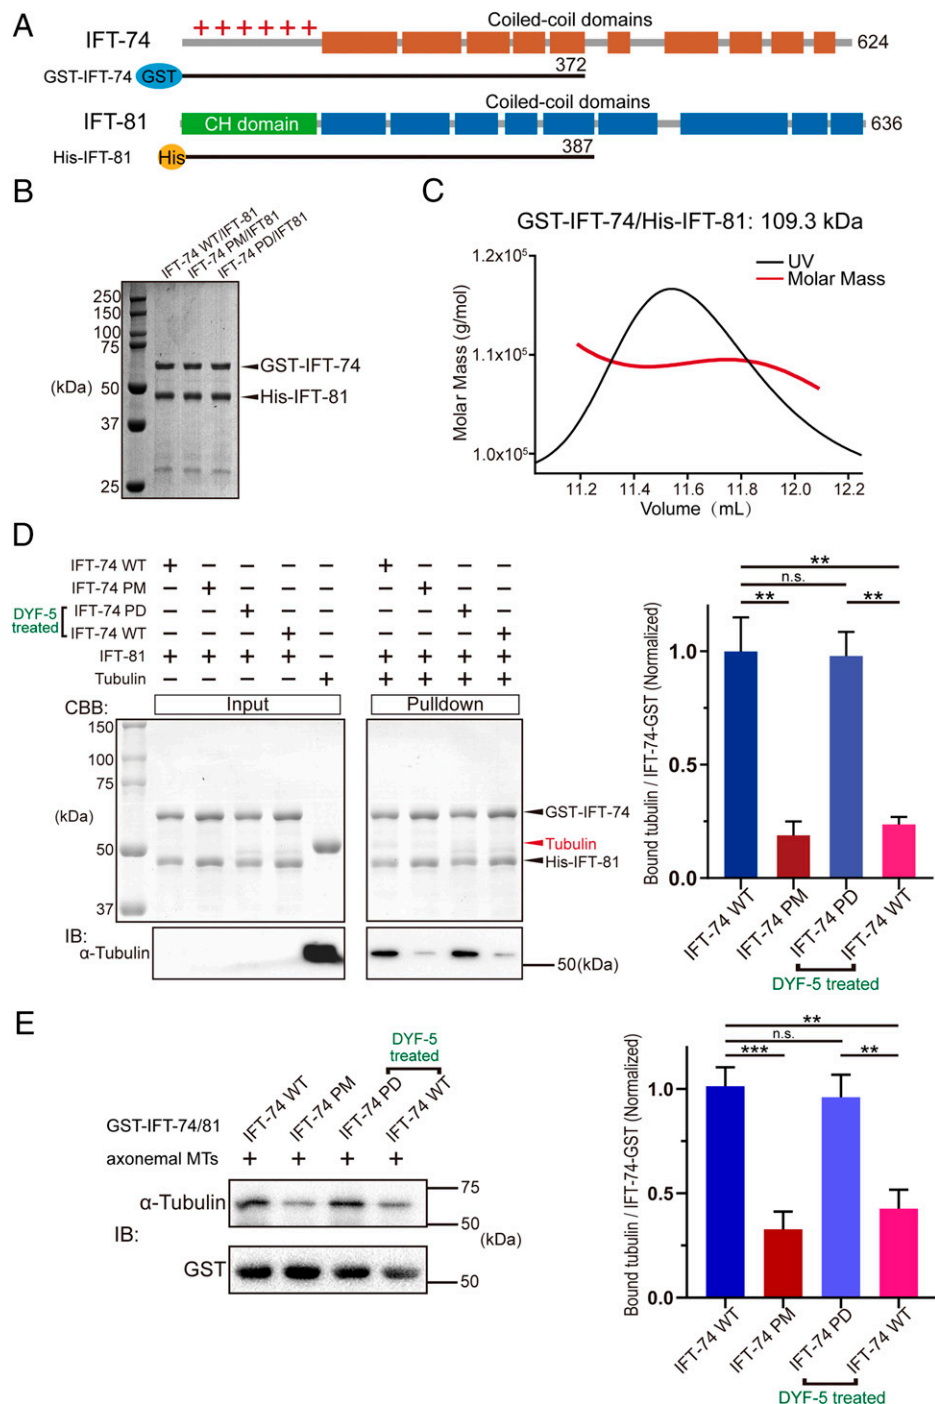 A
IFT-74
+ + + + + +
Coiled-coil domains
624
GST-IFT-74
GST
372
IFT-81
CH domain
Coiled-coil domains
636
His-IFT-81
His
387
B
IFT-74 WT/IFT-81
IFT-74 PM/IFT81
IFT-74 PD/IFT81
250
150
100
75
(kDa)
50
37
25
GST-IFT-74
His-IFT-81
C
GST-IFT-74/His-IFT-81: 109.3 kDa
UV
Molar Mass
Molar Mass (g/mol)
1.2x10⁵
1.1x10⁵
1.0x10⁵
11.2 11.4 11.6 11.8 12.0 12.2
Volume (mL)
D
IFT-74 WT + − − − − + − − −
IFT-74 PM − + − − − − + − −
DYF-5 treated
IFT-74 PD − − + − − − − + −
IFT-74 WT − − − + − − − − +
IFT-81 + + + + − + + + +
Tubulin − − − − + + + + +
CBB:
Input
Pulldown
150
100
75
(kDa)
50
37
GST-IFT-74
Tubulin
His-IFT-81
IB:
α-Tubulin
50(kDa)
Bound tubulin / IFT-74-GST (Normalized)
1.0
0.5
0.0
**
n.s.
** **
IFT-74 WT
IFT-74 PM
IFT-74 PD
IFT-74 WT
DYF-5 treated
E
DYF-5
treated
GST-IFT-74/81
IFT-74 WT
IFT-74 PM
IFT-74 PD
IFT-74 WT
axonemal MTs + + + +
α-Tubulin
75
50
(kDa)
IB:
GST
50
Bound tubulin / IFT-74-GST (Normalized)
1.0
0.5
0.0
**
n.s.
*** **
IFT-74 WT
IFT-74 PM
IFT-74 PD
IFT-74 WT
DYF-5 treated